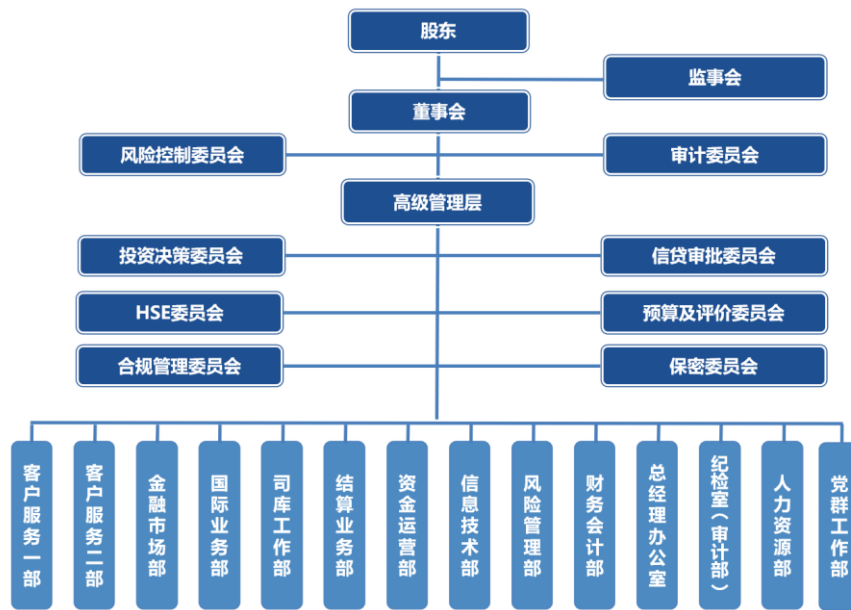 股东
监事会
董事会
风险控制委员会
审计委员会
高级管理层
投资决策委员会
信贷审批委员会
HSE委员会
预算及评价委员会
合规管理委员会
保密委员会
客户服务一部
客户服务二部
金融市场部
国际业务部
司库工作部
结算业务部
资金运营部
信息技术部
风险管理部
财务会计部
总经理办公室
纪检室（审计部）
人力资源部
党群工作部